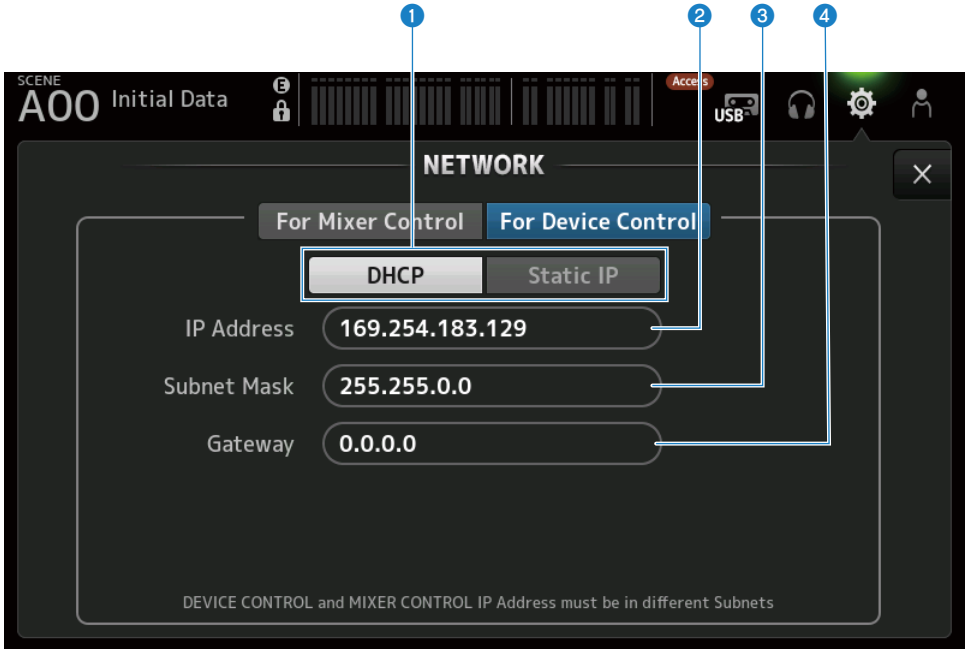 1 2 3 4
SCENE
A00 Initial Data
E
Access
USB
NETWORK
For Mixer Control For Device Control
DHCP Static IP
IP Address 169.254.183.129
Subnet Mask 255.255.0.0
Gateway 0.0.0.0
DEVICE CONTROL and MIXER CONTROL IP Address must be in different Subnets